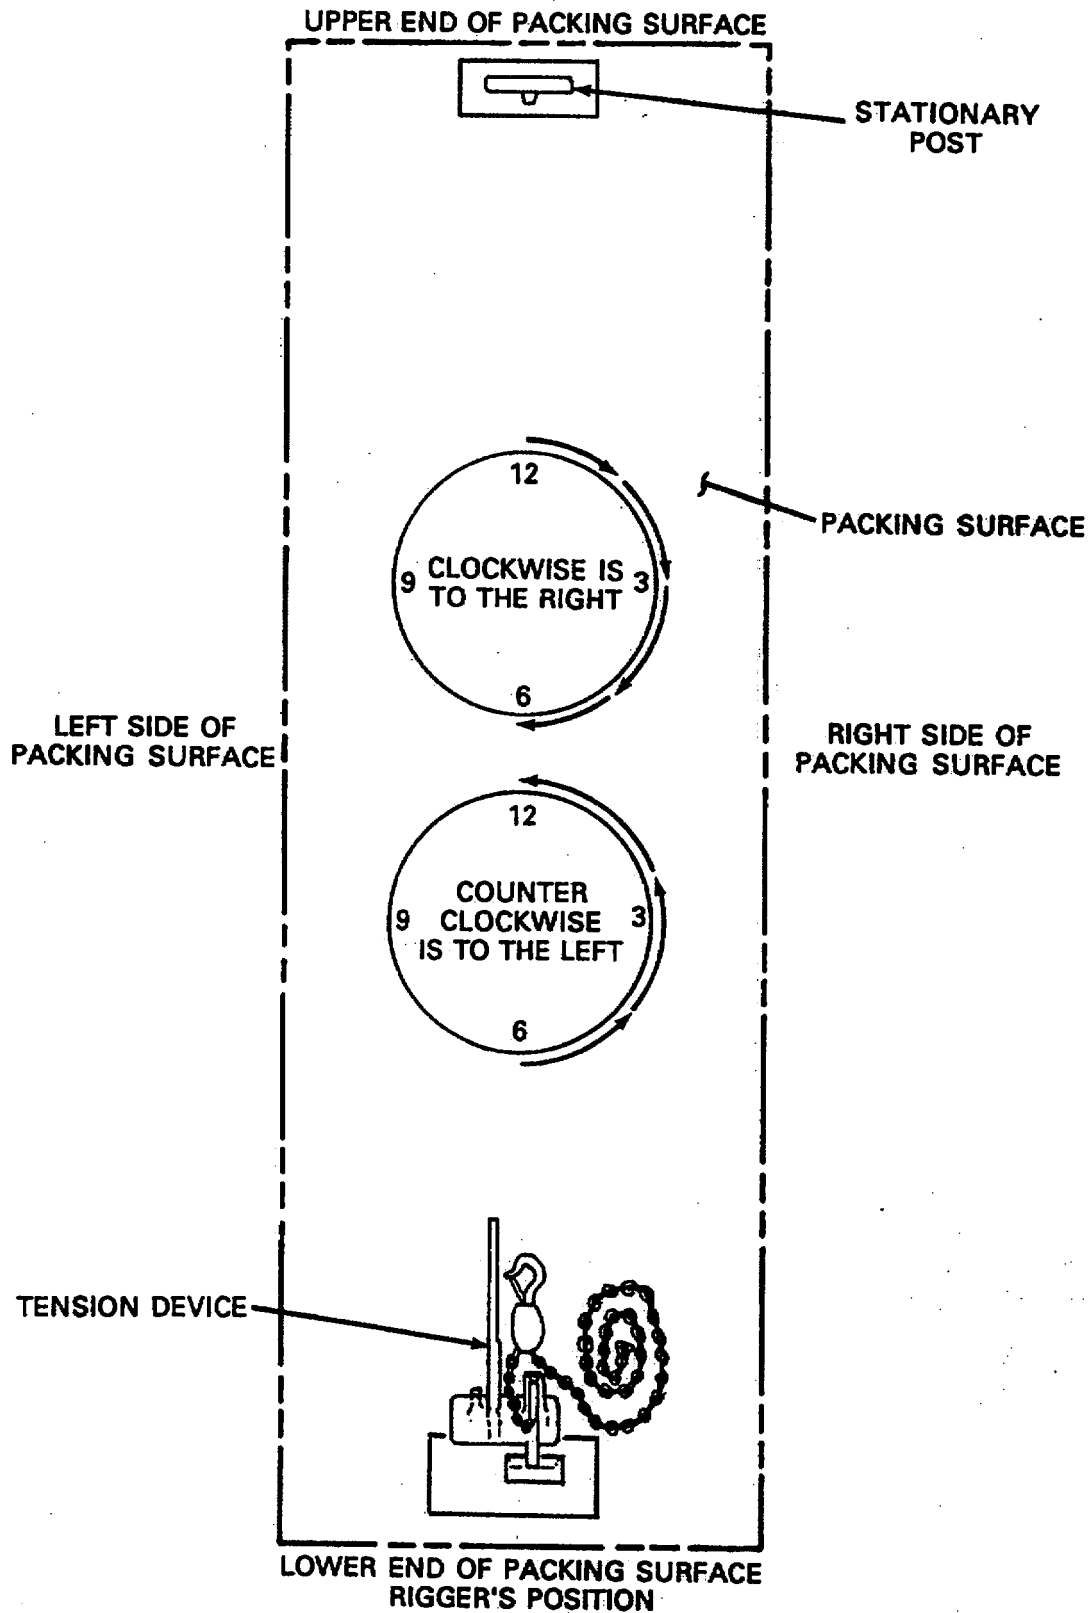 UPPER END OF PACKING SURFACE
STATIONARY
POST
12
PACKING SURFACE
9 CLOCKWISE IS 3
TO THE RIGHT
6
LEFT SIDE OF
PACKING SURFACE
RIGHT SIDE OF
PACKING SURFACE
12
COUNTER
9 CLOCKWISE 3
IS TO THE LEFT
6
TENSION DEVICE
LOWER END OF PACKING SURFACE
RIGGER'S POSITION